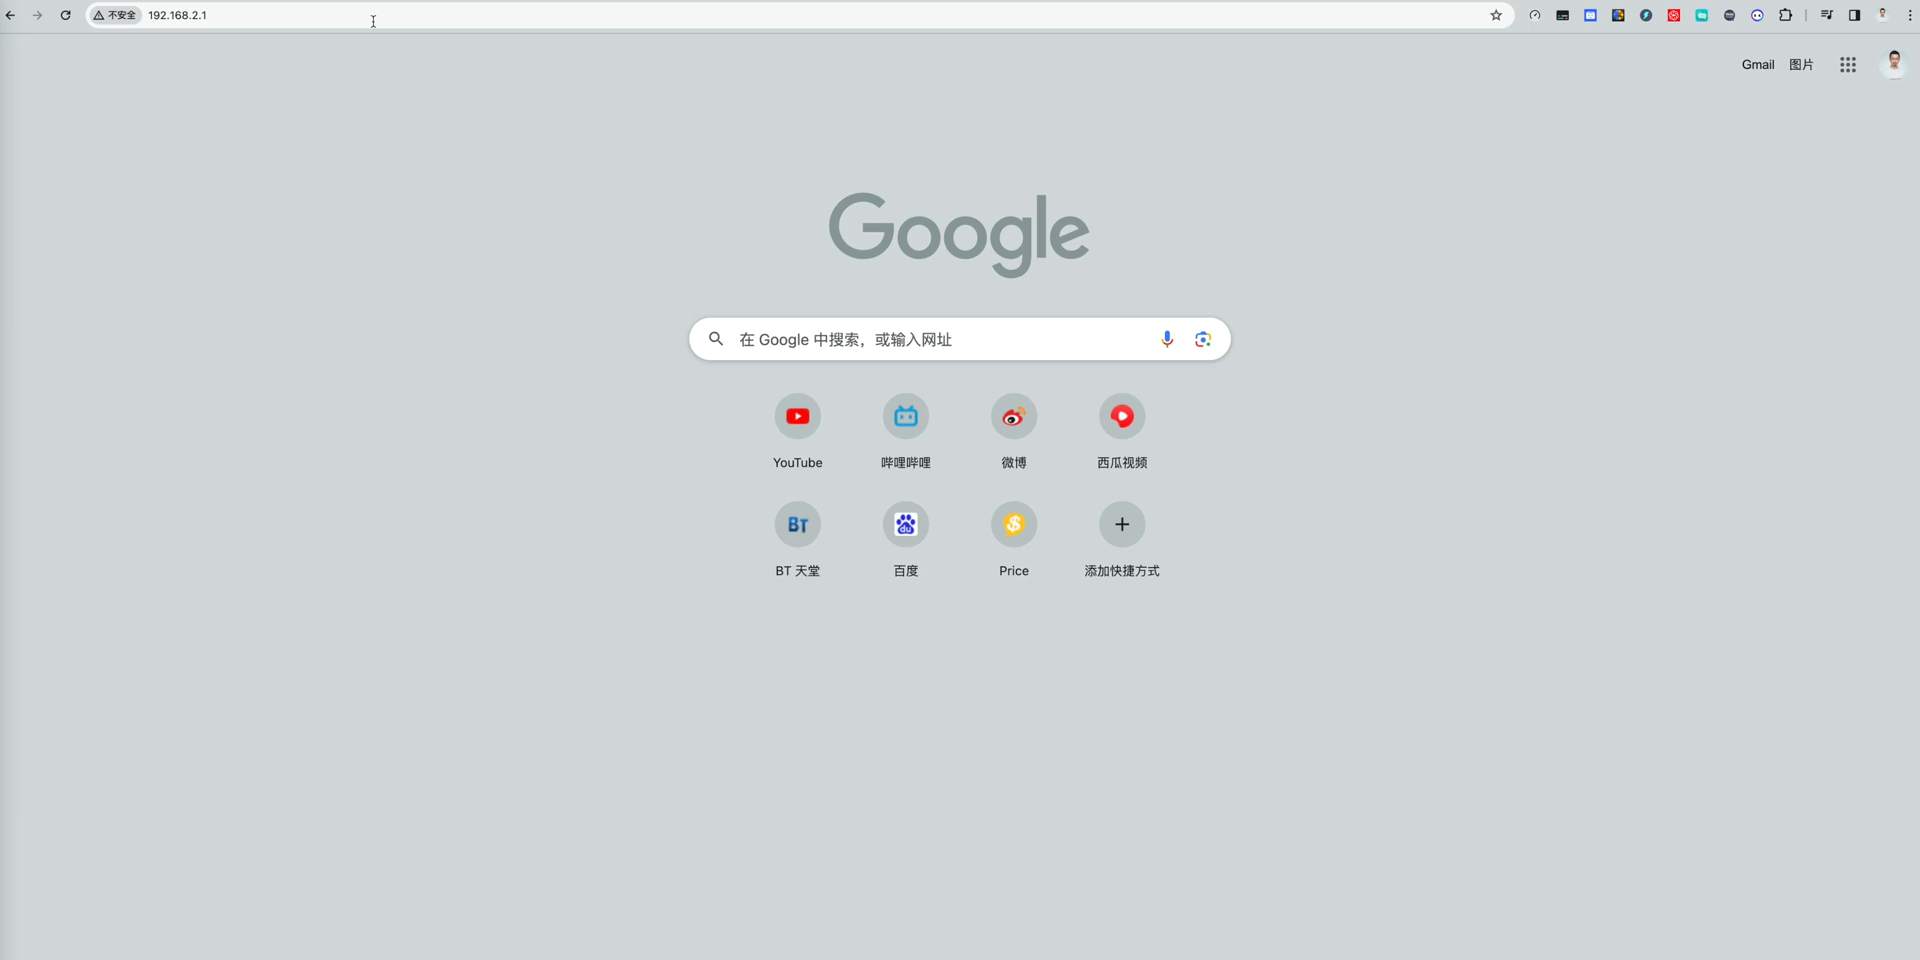 不安全 192.168.2.1
Gmail 图片
Google
在 Google 中搜索，或输入网址
YouTube 哔哩哔哩 微博 西瓜视频
BT du $
BT 天堂 百度 Price 添加快捷方式